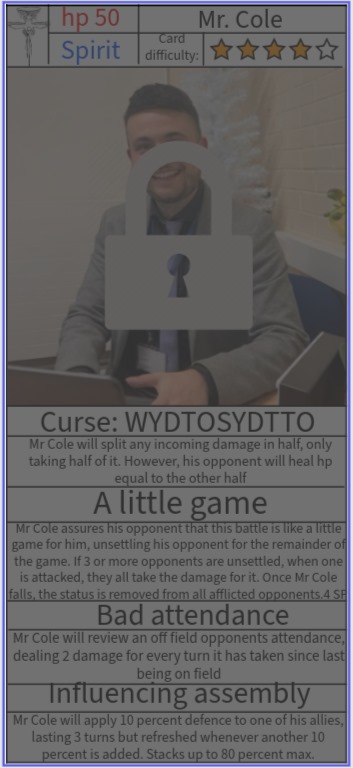 hp 50
Mr. Cole
Spirit
Card
difficulty:
Curse: WYDTOSYDTTO
Mr Cole will split any incoming damage in half, only
taking half of it. However, his opponent will heal hp
equal to the other half
A little game
Mr Cole assures his opponent that this battle is like a little
game for him, unsettling his opponent for the remainder of
the game. If 3 or more opponents are unsettled, when one
is attacked, they all take the damage for it. Once Mr Cole
falls, the status is removed from all afflicted opponents.4 SP
Bad attendance
Mr Cole will review an off field opponents attendance,
dealing 2 damage for every turn it has taken since last
being on field
Influencing assembly
Mr Cole will apply 10 percent defence to one of his allies,
lasting 3 turns but refreshed whenever another 10
percent is added. Stacks up to 80 percent max.